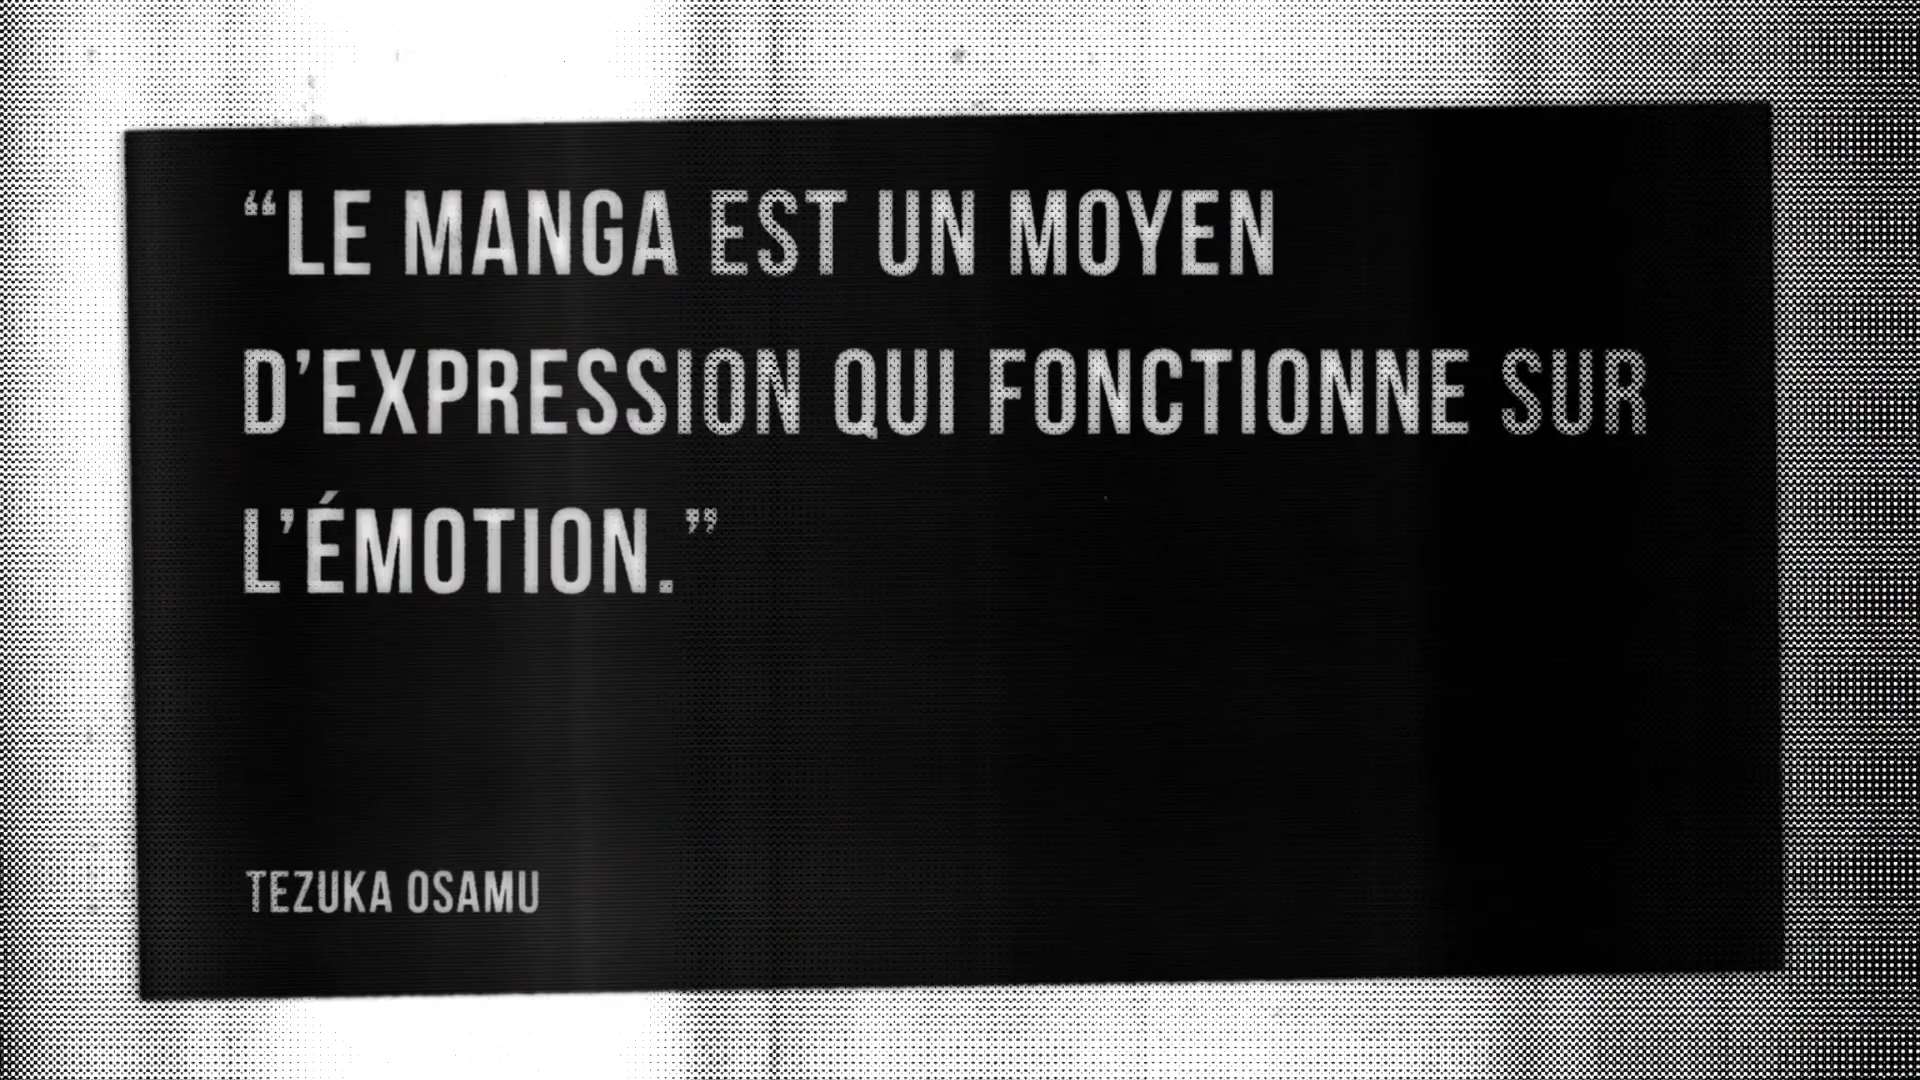 “LE MANGA EST UN MOYEN
D’EXPRESSION QUI FONCTIONNE SUR
L’ÉMOTION.”
TEZUKA OSAMU